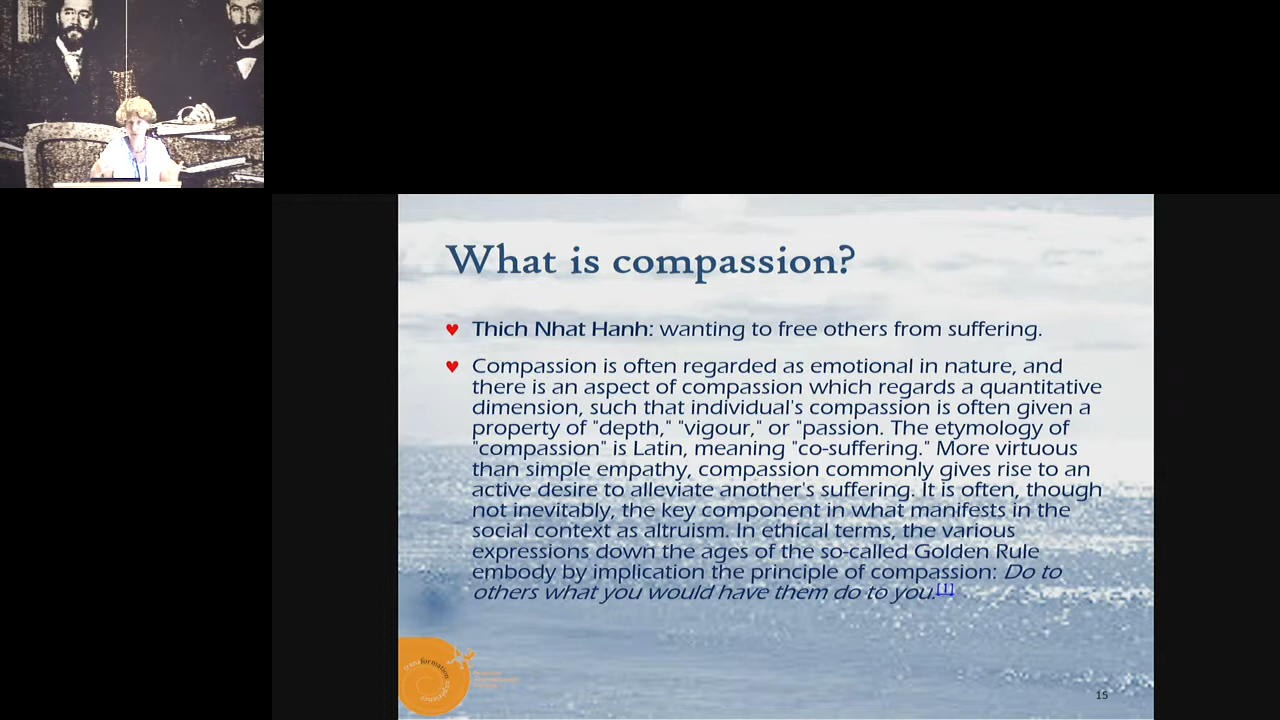 What is compassion?
♥ Thich Nhat Hanh: wanting to free others from suffering.
♥ Compassion is often regarded as emotional in nature, and
there is an aspect of compassion which regards a quantitative
dimension, such that individual's compassion is often given a
property of "depth," "vigour," or "passion. The etymology of
"compassion" is Latin, meaning "co-suffering." More virtuous
than simple empathy, compassion commonly gives rise to an
active desire to alleviate another's suffering. It is often, though
not inevitably, the key component in what manifests in the
social context as altruism. In ethical terms, the various
expressions down the ages of the so-called Golden Rule
embody by implication the principle of compassion: Do to
others what you would have them do to you.[1]
transformation
15